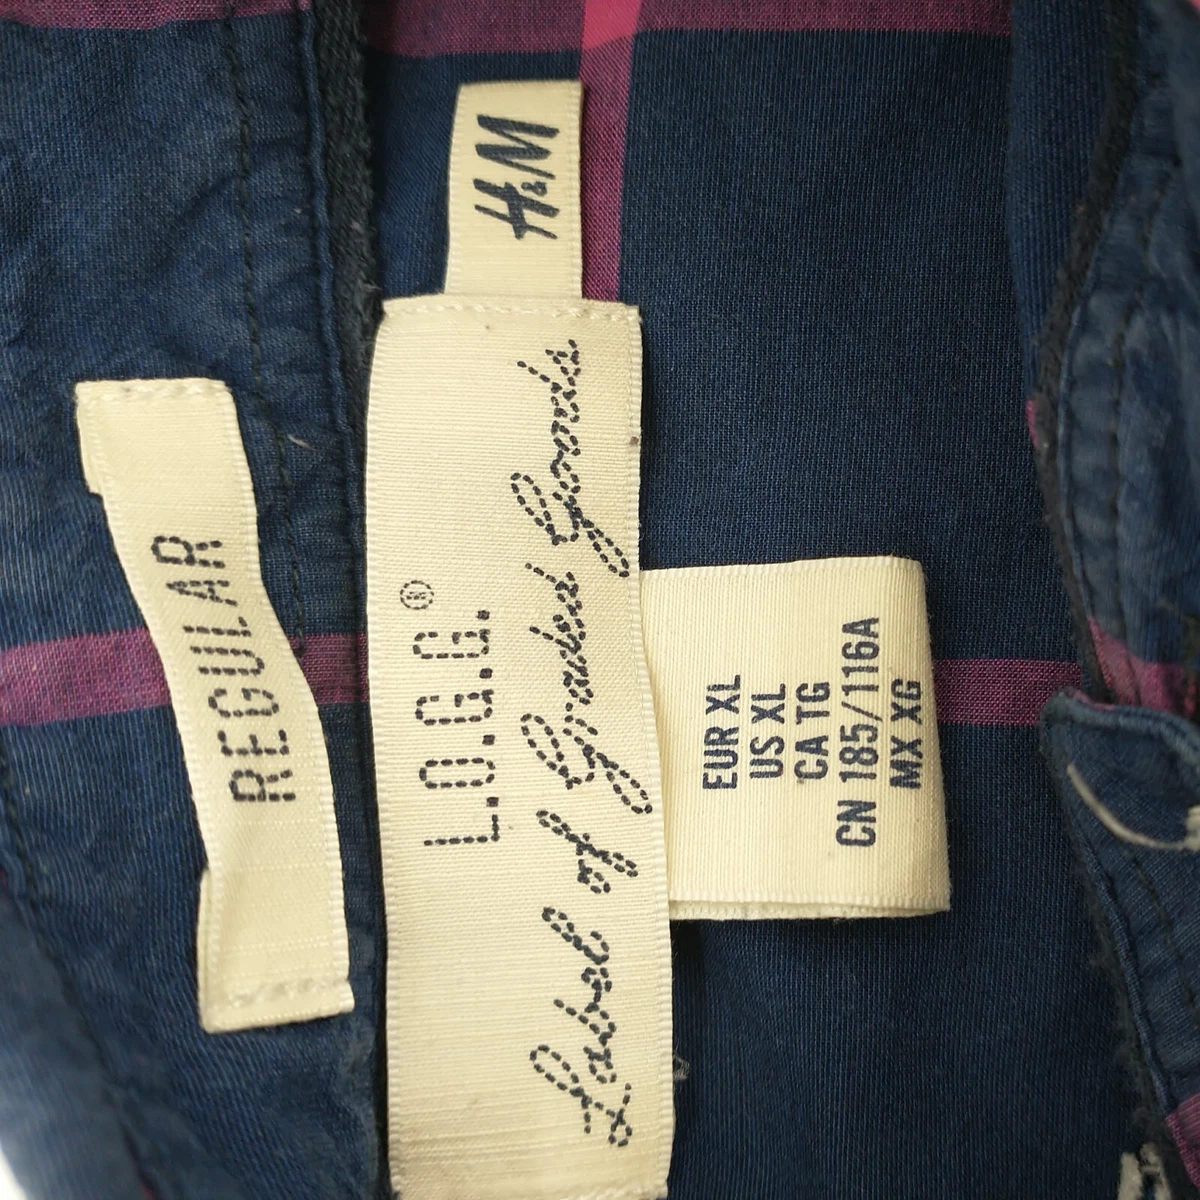 H&M
REGULAR
L.O.G.G.®
Label of Graded Goods
EUR XL
US XL
CA TG
CN 185/116A
MX XG